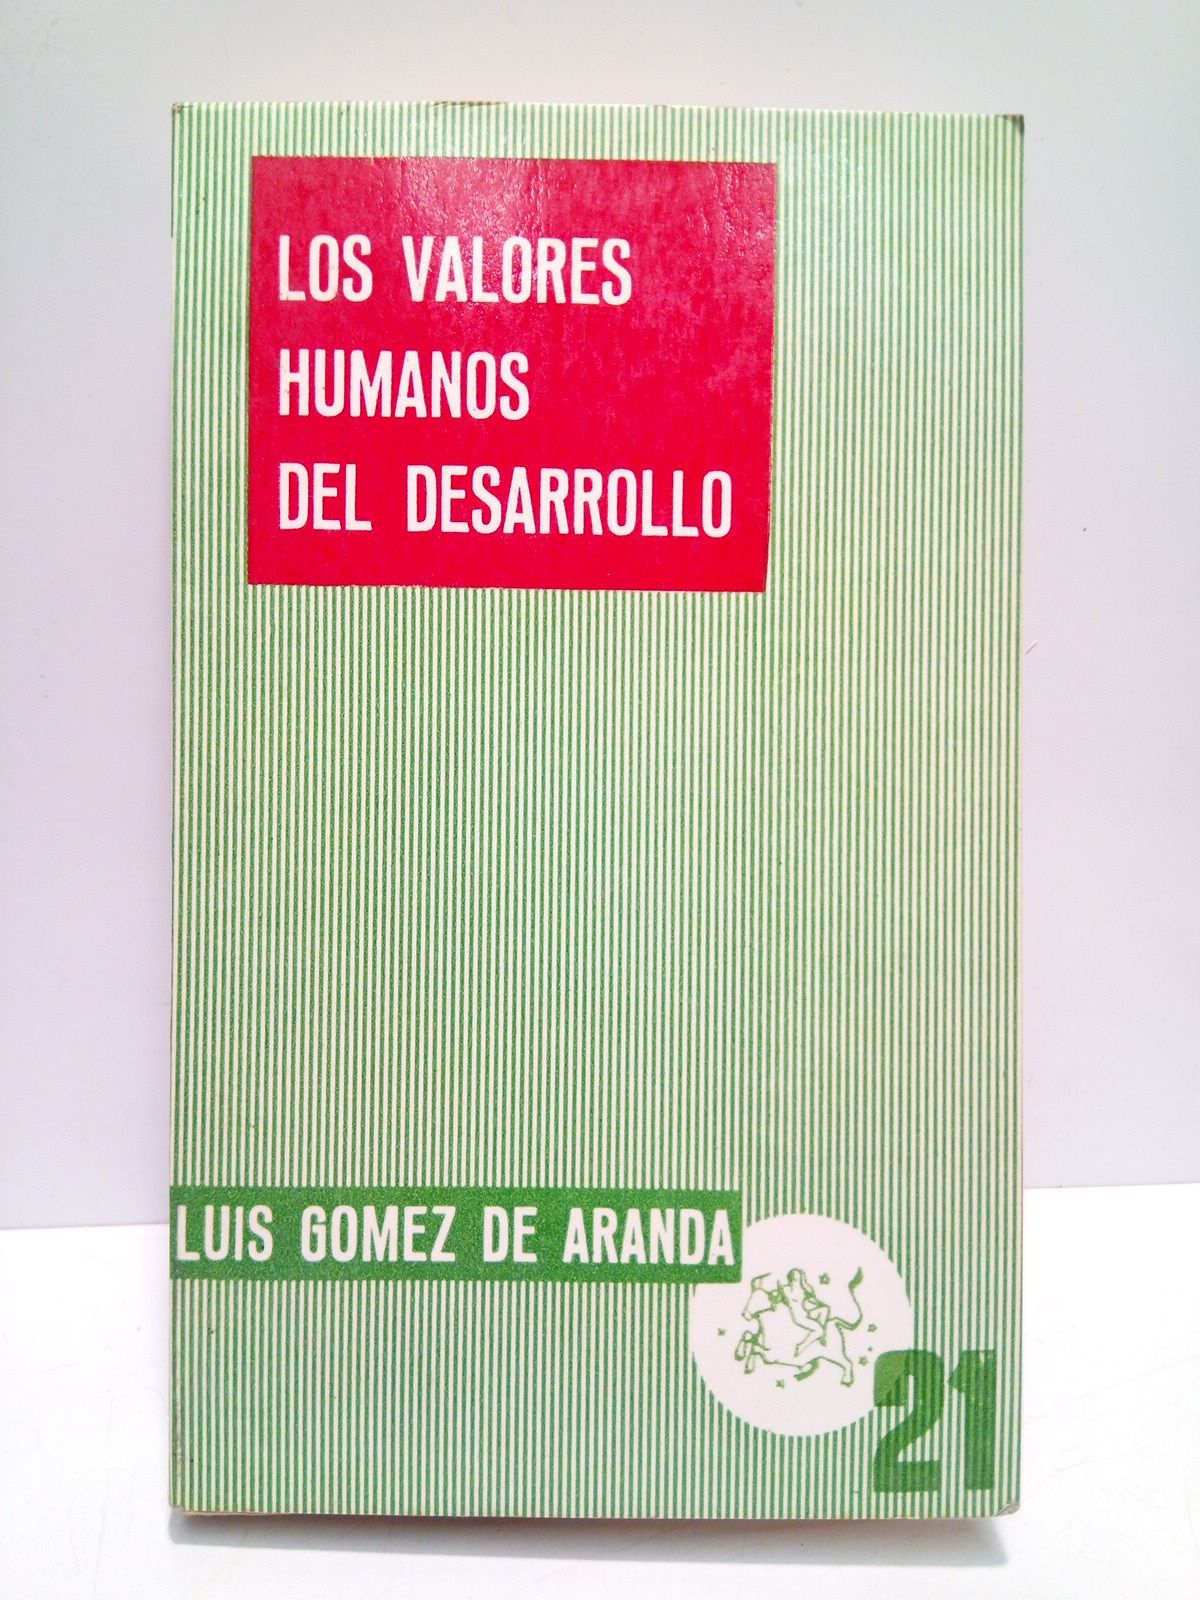 LOS VALORES
HUMANOS
DEL DESARROLLO
LUIS GOMEZ DE ARANDA
21